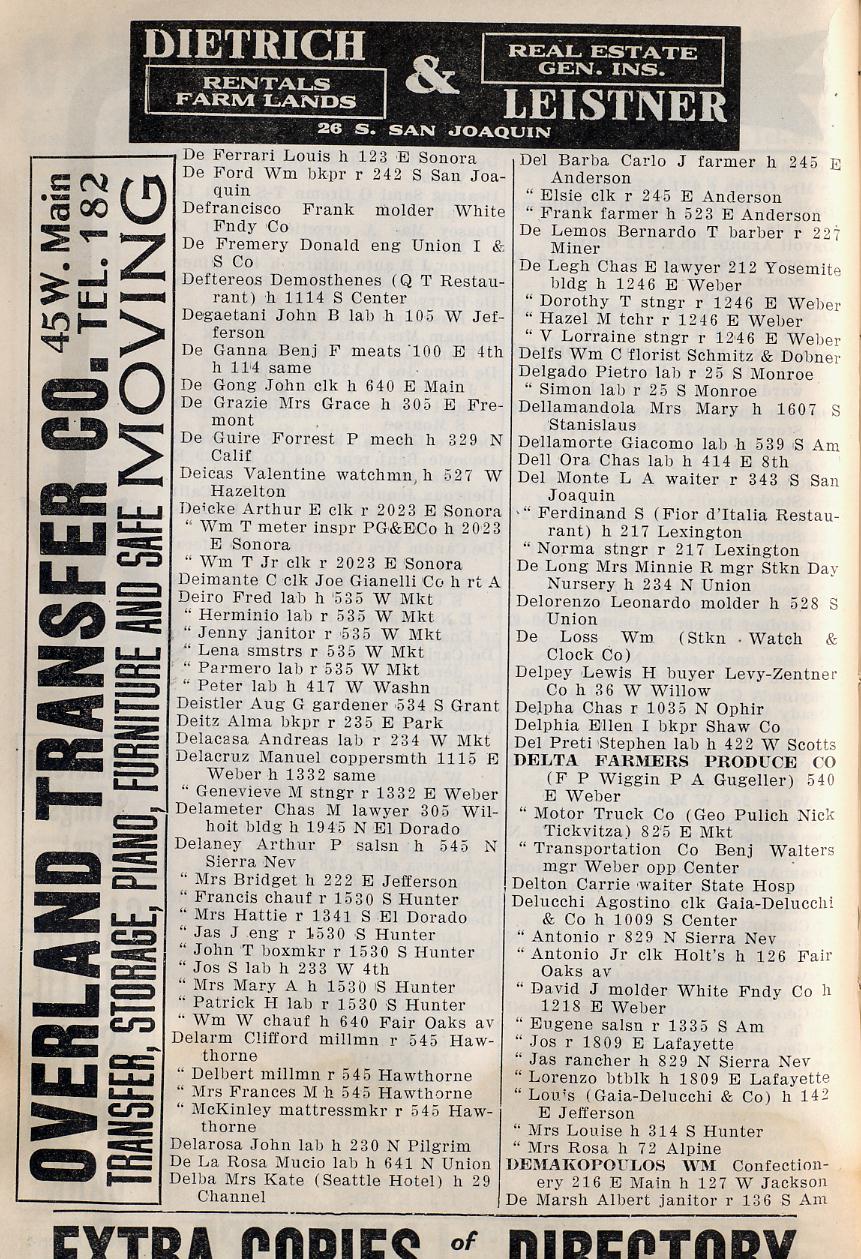 DIETRICH
RENTALS
FARM LANDS
&
REAL ESTATE
GEN. INS.
LEISTNER
26 S. SAN JOAQUIN
OVERLAND TRANSFER CO. 45 W. Main
TEL. 182
TRANSFER, STORAGE, PIANO, FURNITURE AND SAFE MOVING
De Ferrari Louis h 123 E Sonora
De Ford Wm bkpr r 242 S San Joa-
quin
Defrancisco Frank molder White
Fndy Co
De Fremery Donald eng Union I &
S Co
Deftereos Demosthenes (Q T Restau-
rant) h 1114 S Center
Degaetani John B lab h 105 W Jef-
ferson
De Ganna Benj F meats 100 E 4th
h 114 same
De Gong John clk h 640 E Main
De Grazie Mrs Grace h 305 E Fre-
mont
De Guire Forrest P mech h 329 N
Calif
Deicas Valentine watchmn h 527 W
Hazelton
Deicke Arthur E clk r 2023 E Sonora
" Wm T meter inspr PG&ECo h 2023
E Sonora
" Wm T Jr clk r 2023 E Sonora
Deimante C clk Joe Gianelli Co h rt A
Deiro Fred lab h 535 W Mkt
" Herminio lab r 535 W Mkt
" Jenny janitor r 535 W Mkt
" Lena smstrs r 535 W Mkt
" Parmero lab r 535 W Mkt
" Peter lab h 417 W Washn
Deistler Aug G gardener 534 S Grant
Deitz Alma bkpr r 235 E Park
Delacasa Andreas lab r 234 W Mkt
Delacruz Manuel coppersmth 1115 E
Weber h 1332 same
" Genevieve M stngr r 1332 E Weber
Delameter Chas M lawyer 305 Wil-
hoit bldg h 1945 N El Dorado
Delaney Arthur P salsn h 545 N
Sierra Nev
" Mrs Bridget h 222 E Jefferson
" Francis chauf r 1530 S Hunter
" Mrs Hattie r 1341 S El Dorado
" Jas J eng r 1530 S Hunter
" John T boxmkr r 1530 S Hunter
" Jos S lab h 233 W 4th
" Mrs Mary A h 1530 S Hunter
" Patrick H lab r 1530 S Hunter
" Wm W chauf h 640 Fair Oaks av
Delarm Clifford millmn r 545 Haw-
thorne
" Delbert millmn r 545 Hawthorne
" Mrs Frances M h 545 Hawthorne
" McKinley mattressmkr r 545 Haw-
thorne
Delarosa John lab h 230 N Pilgrim
De La Rosa Mucio lab h 641 N Union
Delba Mrs Kate (Seattle Hotel) h 29
Channel
Del Barba Carlo J farmer h 245 E
Anderson
" Elsie clk r 245 E Anderson
" Frank farmer h 523 E Anderson
De Lemos Bernardo T barber r 227
Miner
De Legh Chas E lawyer 212 Yosemite
bldg h 1246 E Weber
" Dorothy T stngr r 1246 E Weber
" Hazel M tchr r 1246 E Weber
" V Lorraine stngr r 1246 E Weber
Delfs Wm C florist Schmitz & Dobner
Delgado Pietro lab r 25 S Monroe
" Simon lab r 25 S Monroe
Dellamandola Mrs Mary h 1607 S
Stanislaus
Dellamorte Giacomo lab h 539 S Am
Dell Ora Chas lab h 414 E 8th
Del Monte L A waiter r 343 S San
Joaquin
" Ferdinand S (Fior d'Italia Restau-
rant) h 217 Lexington
" Norma stngr r 217 Lexington
De Long Mrs Minnie R mgr Stkn Day
Nursery h 234 N Union
Delorenzo Leonardo molder h 528 S
Union
De Loss Wm (Stkn Watch &
Clock Co)
Delpey Lewis H buyer Levy-Zentner
Co h 36 W Willow
Delpha Chas r 1035 N Ophir
Delphia Ellen I bkpr Shaw Co
Del Preti Stephen lab h 422 W Scotts
DELTA FARMERS PRODUCE CO
(F P Wiggin P A Gugeller) 540
E Weber
" Motor Truck Co (Geo Pulich Nick
Tickvitza) 825 E Mkt
" Transportation Co Benj Walters
mgr Weber opp Center
Delton Carrie waiter State Hosp
Delucchi Agostino clk Gaia-Delucchi
& Co h 1009 S Center
" Antonio r 829 N Sierra Nev
" Antonio Jr clk Holt's h 126 Fair
Oaks av
" David J molder White Fndy Co h
1218 E Weber
" Eugene salsn r 1335 S Am
" Jos r 1809 E Lafayette
" Jas rancher h 829 N Sierra Nev
" Lorenzo btblk h 1809 E Lafayette
" Louis (Gaia-Delucchi & Co) h 142
E Jefferson
" Mrs Louise h 314 S Hunter
" Mrs Rosa h 72 Alpine
DEMAKOPOULOS WM Confection-
ery 216 E Main h 127 W Jackson
De Marsh Albert janitor r 136 S Am
EXTRA COPIES of DIRECTORY